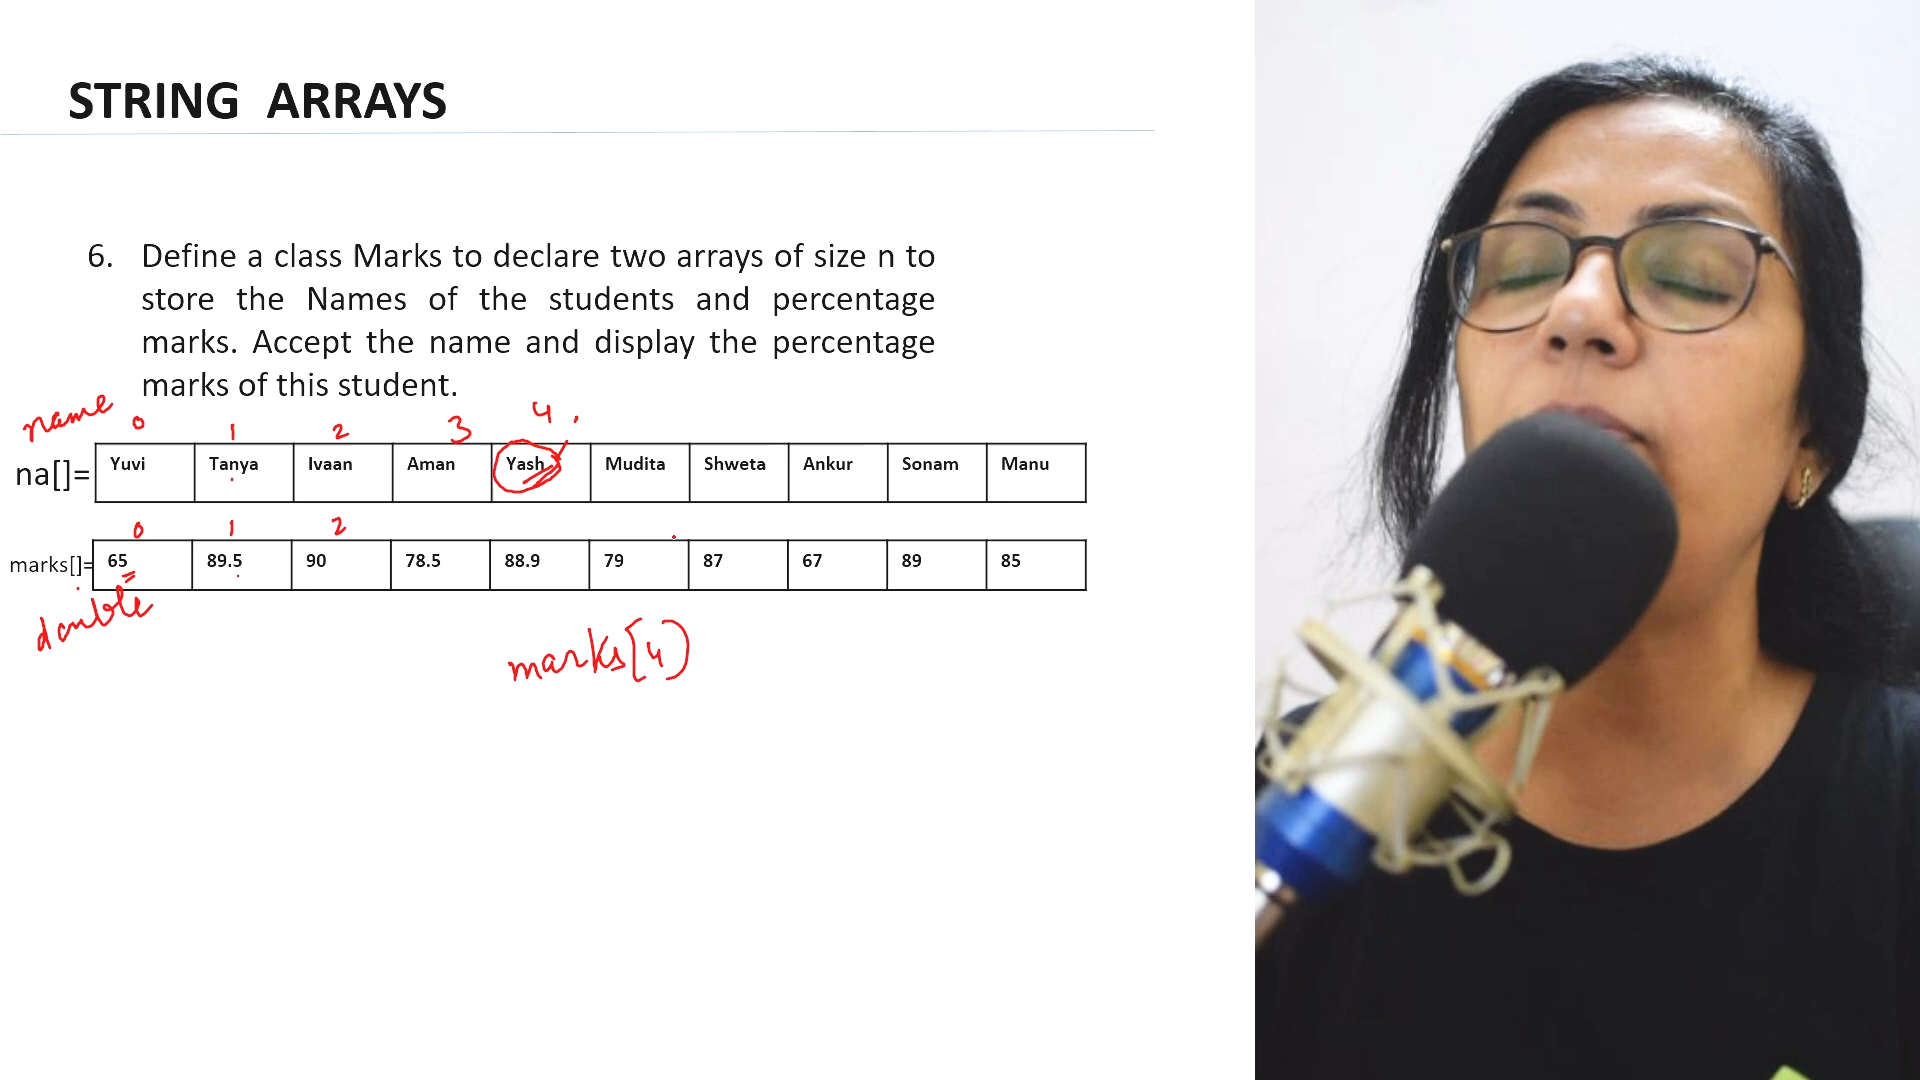 STRING ARRAYS
6. Define a class Marks to declare two arrays of size n to
store the Names of the students and percentage
marks. Accept the name and display the percentage
marks of this student.
name 0 1 2 3 4
na[]= Yuvi Tanya Ivaan Aman Yash Mudita Shweta Ankur Sonam Manu
0 1 2
marks[]= 65 89.5 90 78.5 88.9 79 87 67 89 85
double
marks[4]